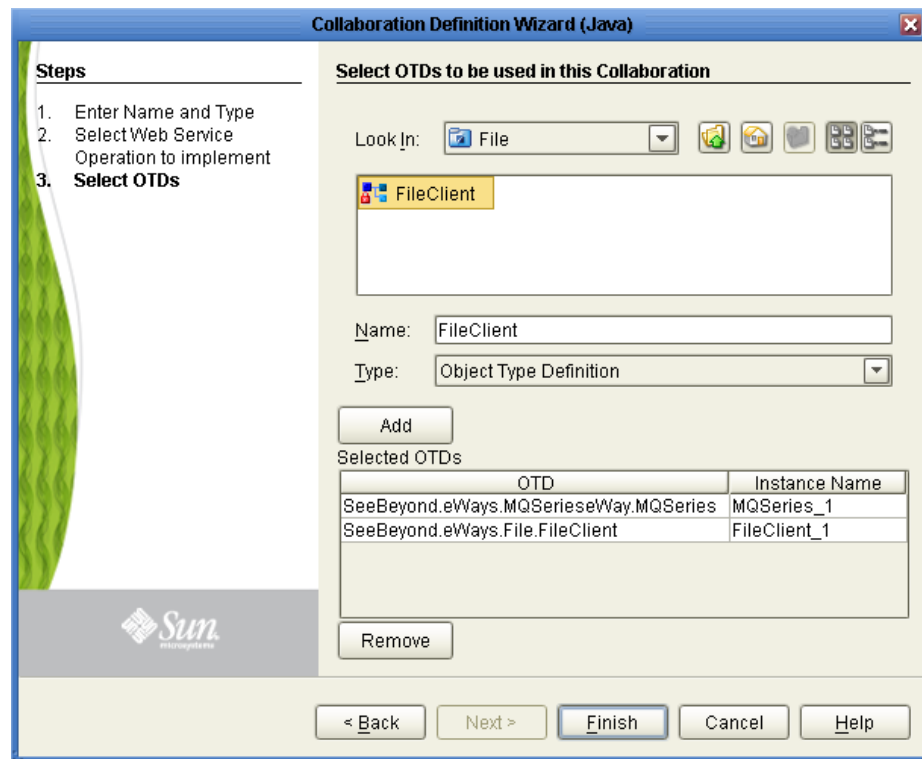 Collaboration Definition Wizard (Java)
Steps
1. Enter Name and Type
2. Select Web Service
Operation to implement
3. Select OTDs
Select OTDs to be used in this Collaboration
Look In: File
FileClient
Name: FileClient
Type: Object Type Definition
Add
Selected OTDs
OTD Instance Name
SeeBeyond.eWays.MQSerieseWay.MQSeries MQSeries_1
SeeBeyond.eWays.File.FileClient FileClient_1
Sun
microsystems
Remove
< Back Next > Finish Cancel Help